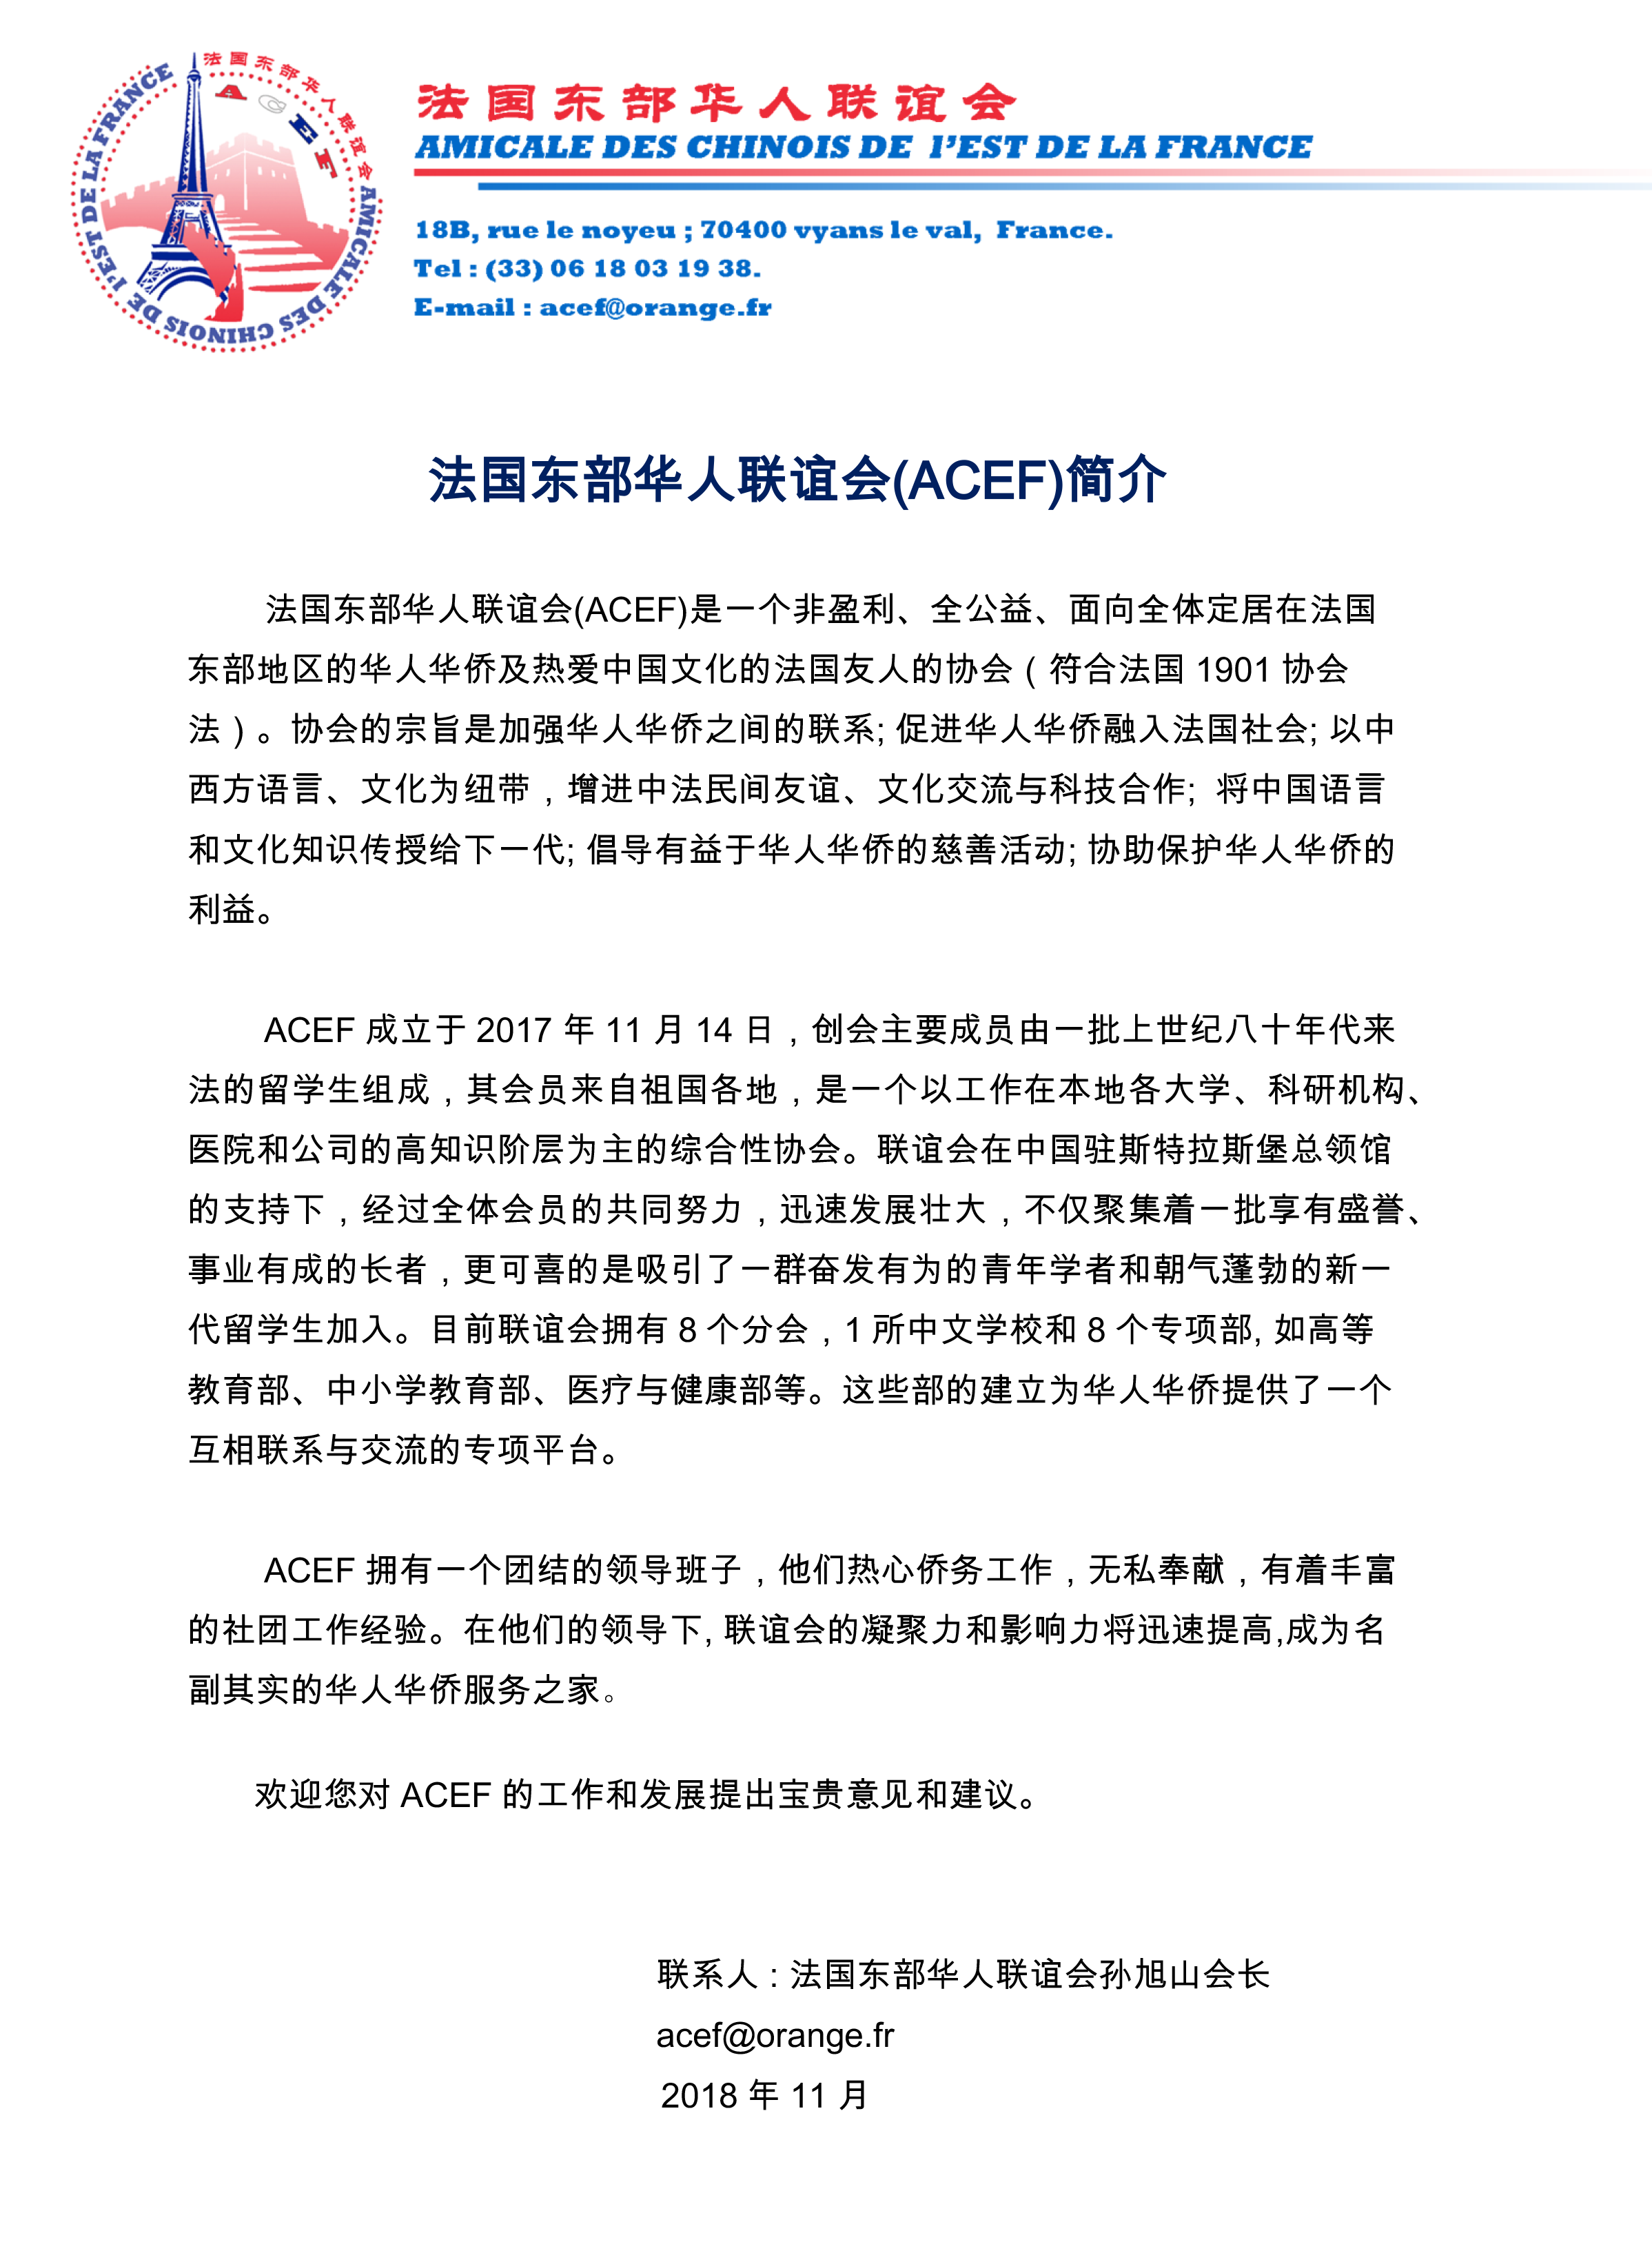 法国东部华人联谊会
AMICALE DES CHINOIS DE l'EST DE LA FRANCE
A C E F
法国东部华人联谊会
AMICALE DES CHINOIS DE l'EST DE LA FRANCE
18B, rue le noyeu ; 70400 vyans le val, France.
Tel : (33) 06 18 03 19 38.
E-mail : acef@orange.fr
法国东部华人联谊会(ACEF)简介
法国东部华人联谊会(ACEF)是一个非盈利、全公益、面向全体定居在法国
东部地区的华人华侨及热爱中国文化的法国友人的协会（符合法国 1901 协会
法）。协会的宗旨是加强华人华侨之间的联系; 促进华人华侨融入法国社会; 以中
西方语言、文化为纽带，增进中法民间友谊、文化交流与科技合作; 将中国语言
和文化知识传授给下一代; 倡导有益于华人华侨的慈善活动; 协助保护华人华侨的
利益。
ACEF 成立于 2017 年 11 月 14 日，创会主要成员由一批上世纪八十年代来
法的留学生组成，其会员来自祖国各地，是一个以工作在本地各大学、科研机构、
医院和公司的高知识阶层为主的综合性协会。联谊会在中国驻斯特拉斯堡总领馆
的支持下，经过全体会员的共同努力，迅速发展壮大，不仅聚集着一批享有盛誉、
事业有成的长者，更可喜的是吸引了一群奋发有为的青年学者和朝气蓬勃的新一
代留学生加入。目前联谊会拥有 8 个分会，1 所中文学校和 8 个专项部, 如高等
教育部、中小学教育部、医疗与健康部等。这些部的建立为华人华侨提供了一个
互相联系与交流的专项平台。
ACEF 拥有一个团结的领导班子，他们热心侨务工作，无私奉献，有着丰富
的社团工作经验。在他们的领导下, 联谊会的凝聚力和影响力将迅速提高,成为名
副其实的华人华侨服务之家。
欢迎您对 ACEF 的工作和发展提出宝贵意见和建议。
联系人：法国东部华人联谊会孙旭山会长
acef@orange.fr
2018 年 11 月